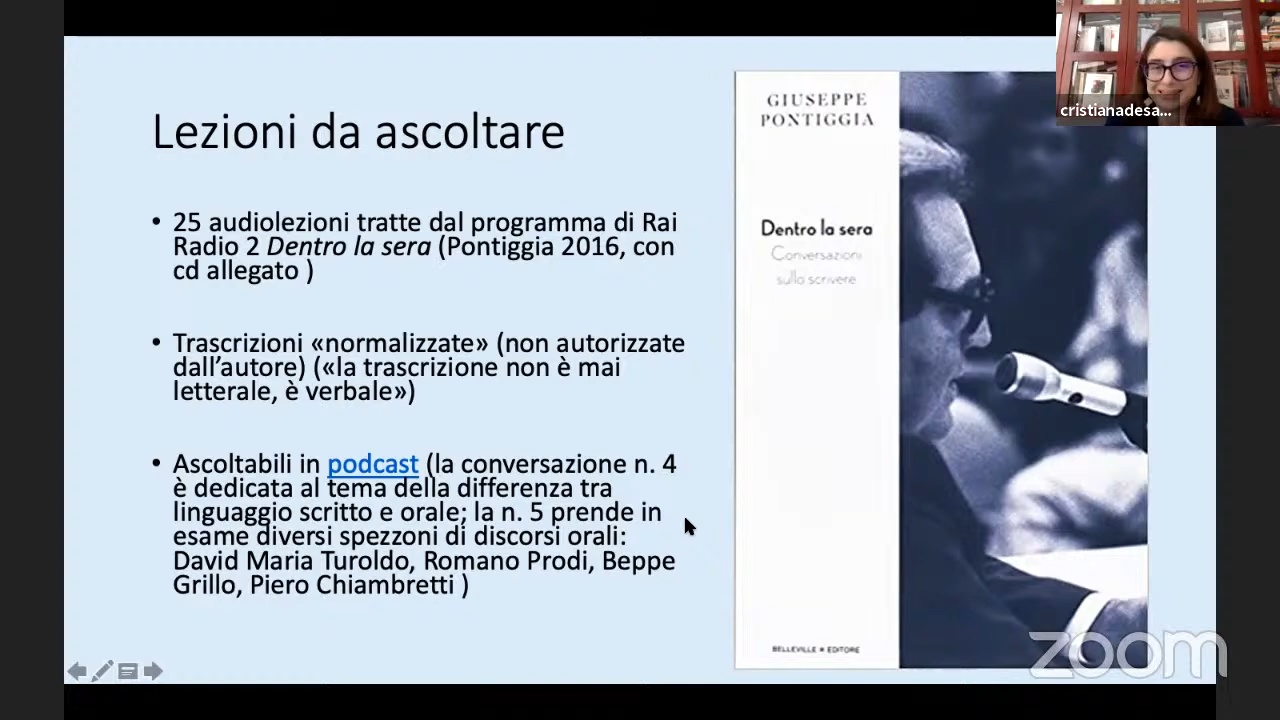 Lezioni da ascoltare
• 25 audiolezioni tratte dal programma di Rai
Radio 2 Dentro la sera (Pontiggia 2016, con
cd allegato )
• Trascrizioni «normalizzate» (non autorizzate
dall'autore) («la trascrizione non è mai
letterale, è verbale»)
• Ascoltabili in podcast (la conversazione n. 4
è dedicata al tema della differenza tra
linguaggio scritto e orale; la n. 5 prende in
esame diversi spezzoni di discorsi orali:
David Maria Turoldo, Romano Prodi, Beppe
Grillo, Piero Chiambretti )
GIUSEPPE
PONTIGGIA
Dentro la sera
Conversazioni
sullo scrivere
BELLEVILLE • EDITORE
cristianadesa...
zoom